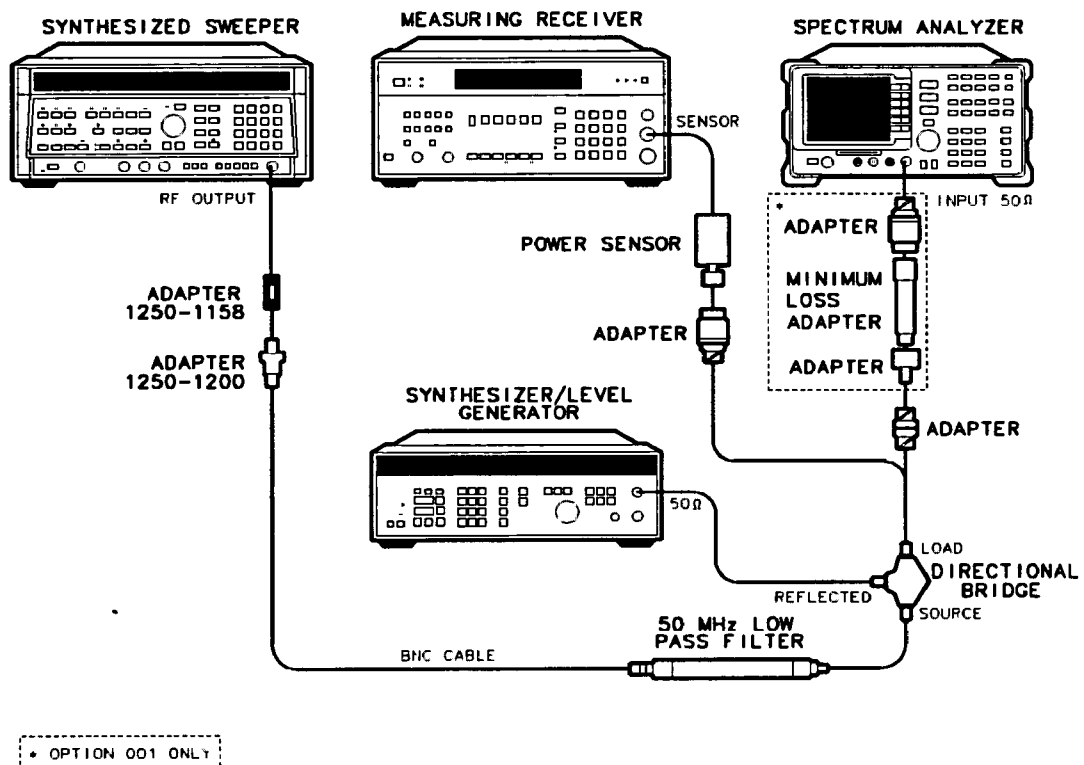 SYNTHESIZED SWEEPER
MEASURING RECEIVER
SPECTRUM ANALYZER
SENSOR
RF OUTPUT
INPUT 50Ω
*
ADAPTER
POWER SENSOR
MINIMUM
LOSS
ADAPTER
ADAPTER
1250-1158
ADAPTER
ADAPTER
1250-1200
ADAPTER
SYNTHESIZER/LEVEL
GENERATOR
ADAPTER
50Ω
LOAD
DIRECTIONAL
BRIDGE
REFLECTED
SOURCE
50 MHz LOW
PASS FILTER
BNC CABLE
* OPTION 001 ONLY